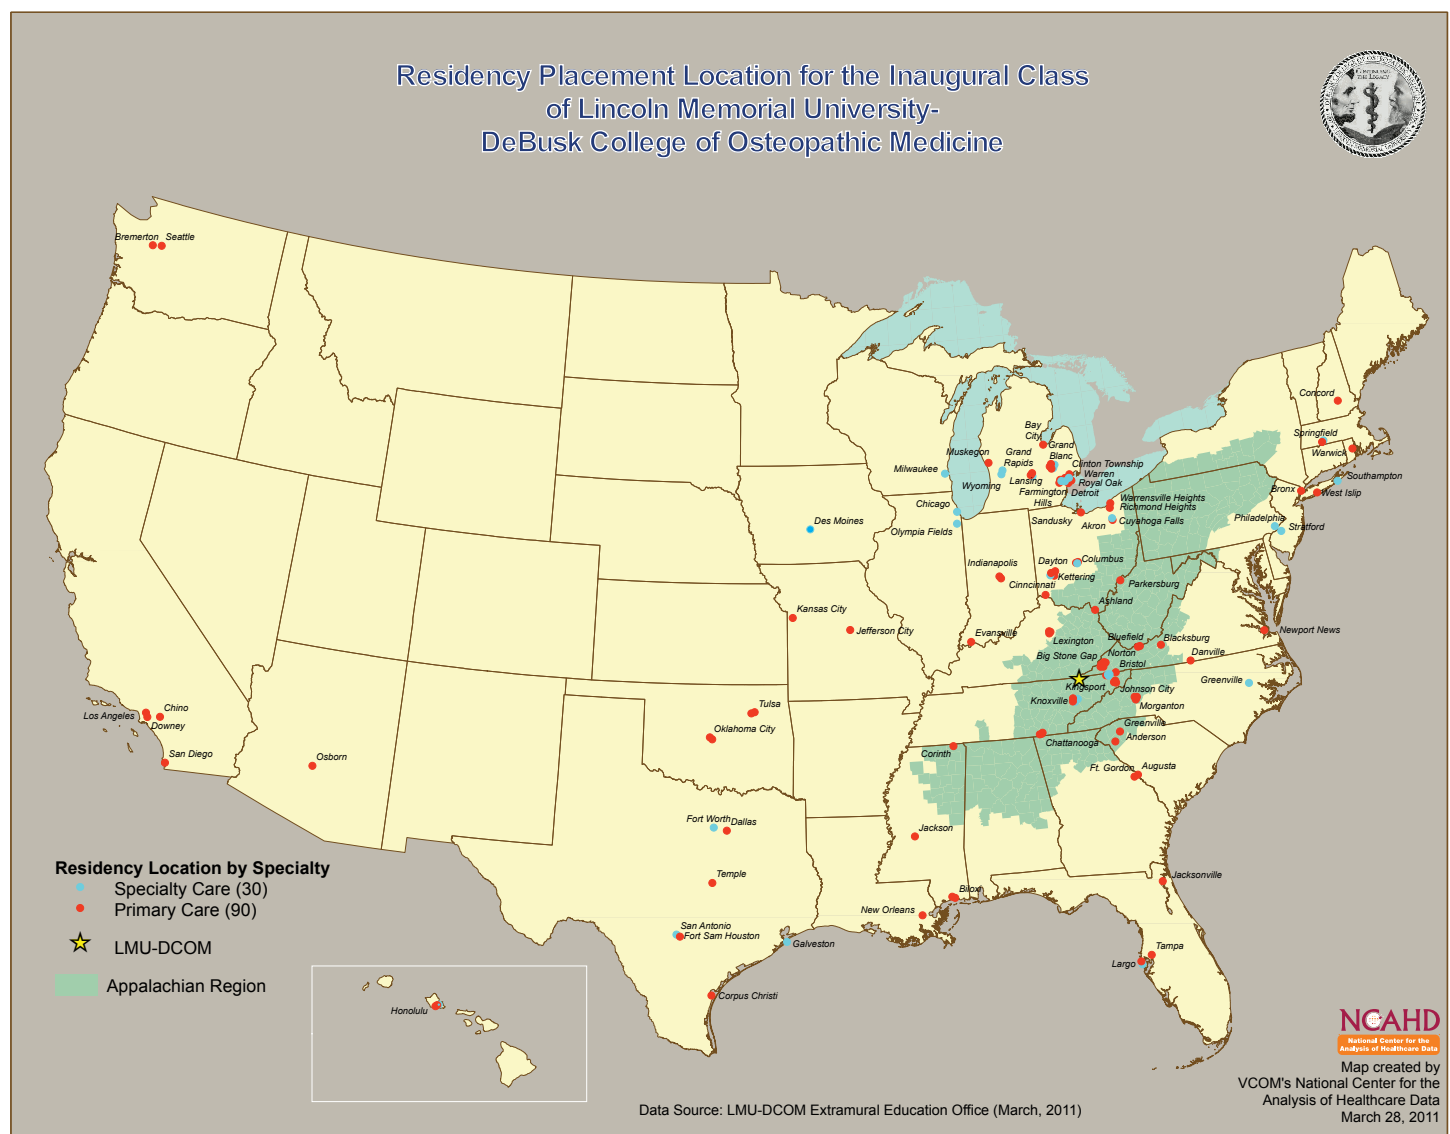 Residency Placement Location for the Inaugural Class
of Lincoln Memorial University-
DeBusk College of Osteopathic Medicine
Bremerton
Seattle
Concord
Springfield
Warwick
Southampton
Bronx
West Islip
Philadelphia
Stratford
Bay
City
Grand
Blanc
Muskegon
Grand
Rapids
Clinton Township
Warren
Milwaukee
Wyoming
Lansing
Royal Oak
Farmington
Hills
Detroit
Chicago
Warrensville Heights
Richmond Heights
Olympia Fields
Sandusky
Akron
Cuyahoga Falls
Des Moines
Indianapolis
Dayton
Columbus
Kettering
Cinncinnati
Parkersburg
Ashland
Kansas City
Jefferson City
Evansville
Lexington
Bluefield
Blacksburg
Newport News
Big Stone Gap
Norton
Danville
Bristol
Kingsport
Johnson City
Greenville
Knoxville
Morganton
Los Angeles
Chino
Downey
San Diego
Osborn
Tulsa
Oklahoma City
Greenville
Anderson
Chattanooga
Corinth
Ft. Gordon
Augusta
Fort Worth
Dallas
Jackson
Temple
Biloxi
Jacksonville
New Orleans
San Antonio
Fort Sam Houston
Galveston
Tampa
Largo
Corpus Christi
Honolulu
Residency Location by Specialty
Specialty Care (30)
Primary Care (90)
LMU-DCOM
Appalachian Region
NCAHD
National Center for the
Analysis of Healthcare Data
Map created by
VCOM's National Center for the
Analysis of Healthcare Data
March 28, 2011
Data Source: LMU-DCOM Extramural Education Office (March, 2011)